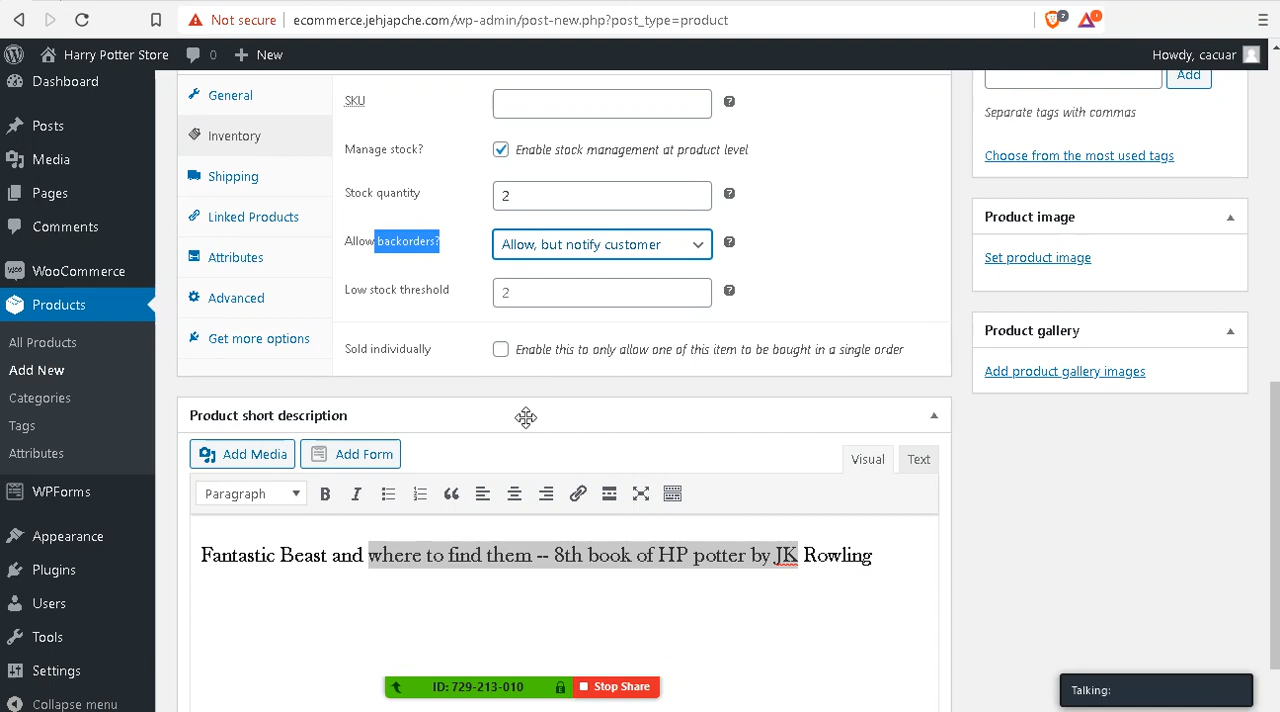 Not secure
ecommerce.jehjapche.com/wp-admin/post-new.php?post_type=product
Harry Potter Store
0
New
Howdy, cacuar
Dashboard
Posts
Media
Pages
Comments
WooCommerce
Products
All Products
Add New
Categories
Tags
Attributes
WPForms
Appearance
Plugins
Users
Tools
Settings
Collapse menu
General
Inventory
Shipping
Linked Products
Attributes
Advanced
Get more options
SKU
Manage stock?
Enable stock management at product level
Stock quantity
2
Allow backorders?
Allow, but notify customer
Low stock threshold
2
Sold individually
Enable this to only allow one of this item to be bought in a single order
Product short description
Add Media
Add Form
Visual
Text
Paragraph
Fantastic Beast and where to find them -- 8th book of HP potter by JK Rowling
ID: 729-213-010
Stop Share
Add
Separate tags with commas
Choose from the most used tags
Product image
Set product image
Product gallery
Add product gallery images
Talking: